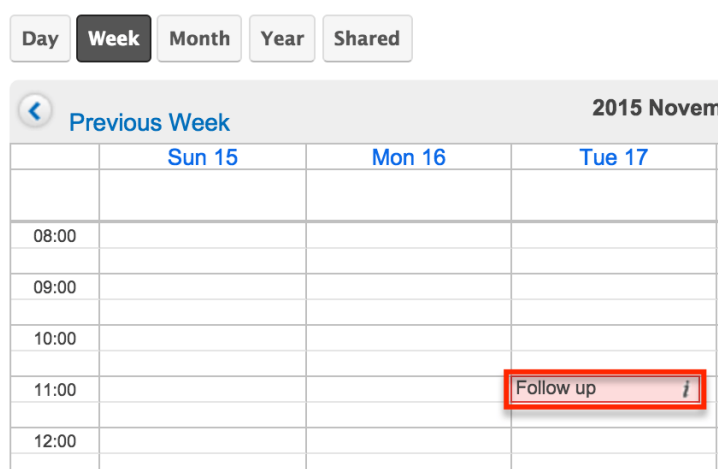 Day Week Month Year Shared
Previous Week 2015 Novem
Sun 15 Mon 16 Tue 17
08:00
09:00
10:00
11:00 Follow up i
12:00